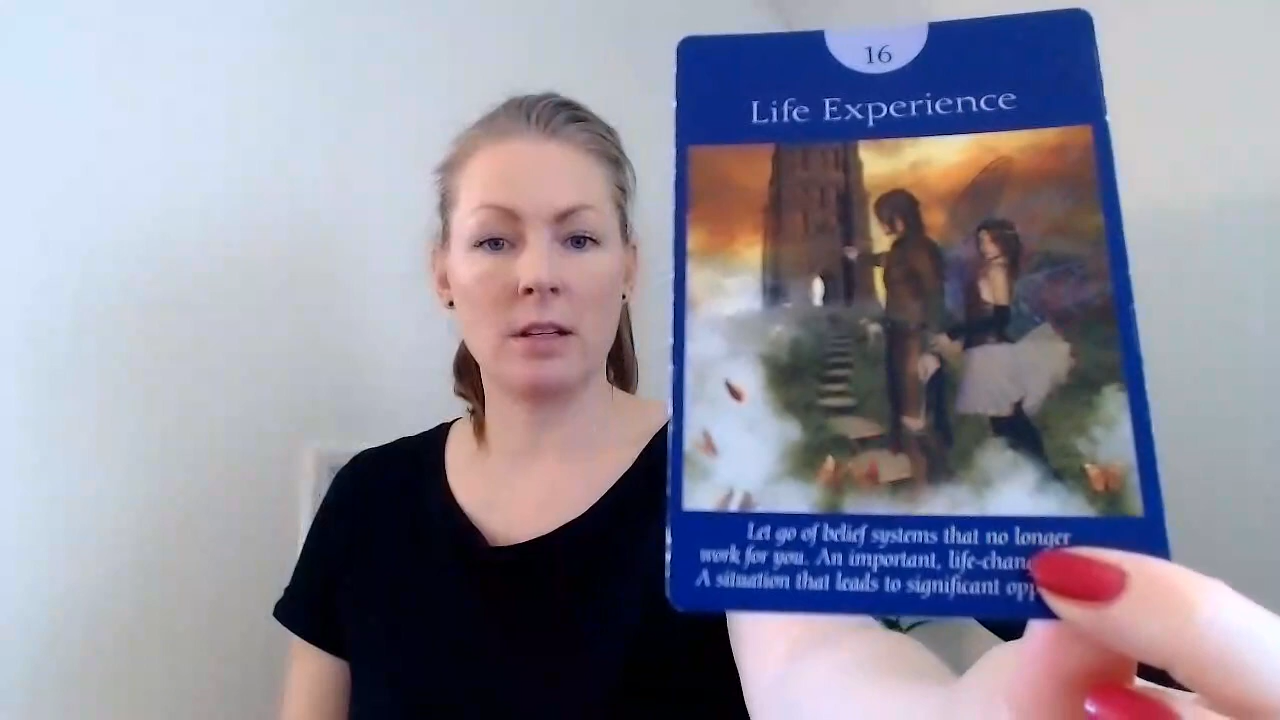 16
Life Experience
Let go of belief systems that no longer
work for you. An important, life-chang
A situation that leads to significant opp